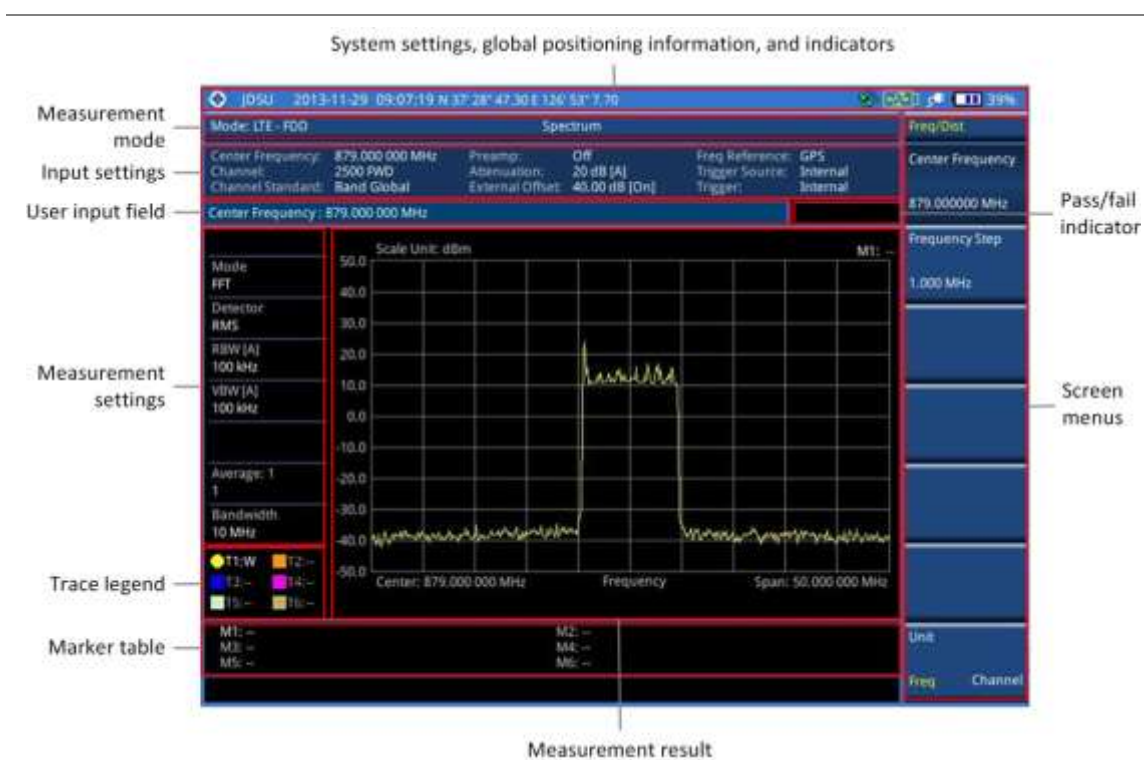 System settings, global positioning information, and indicators
JDSU 2013-11-29 09:07:19 N 37' 28" 47.30 E 126' 53" 7.70 39%
Measurement mode
Mode: LTE - FDD Spectrum
Freq/Dist
Input settings
Center Frequency: 879.000 000 MHz Preamp: Off Freq Reference: GPS
Channel: 2500 FWD Attenuation: 20 dB [A] Trigger Source: Internal
Channel Standard: Band Global External Offset: 40.00 dB [On] Trigger: Internal
Center Frequency
879.000000 MHz
User input field
Center Frequency : 879.000 000 MHz
Pass/fail indicator
Scale Unit: dBm
M1: --
Frequency Step
1.000 MHz
Measurement settings
Mode
FFT
Detector
RMS
RBW [A]
100 kHz
VBW [A]
100 kHz
Average: 1
1
Bandwidth
10 MHz
50.0
40.0
30.0
20.0
10.0
0.0
-10.0
-20.0
-30.0
-40.0
-50.0
Center: 879.000 000 MHz Frequency Span: 50.000 000 MHz
Screen menus
Trace legend
T1:W T2:--
T3:-- T4:--
T5:-- T6:--
Marker table
M1: -- M2: --
M3: -- M4: --
M5: -- M6: --
Unit
Freq Channel
Measurement result